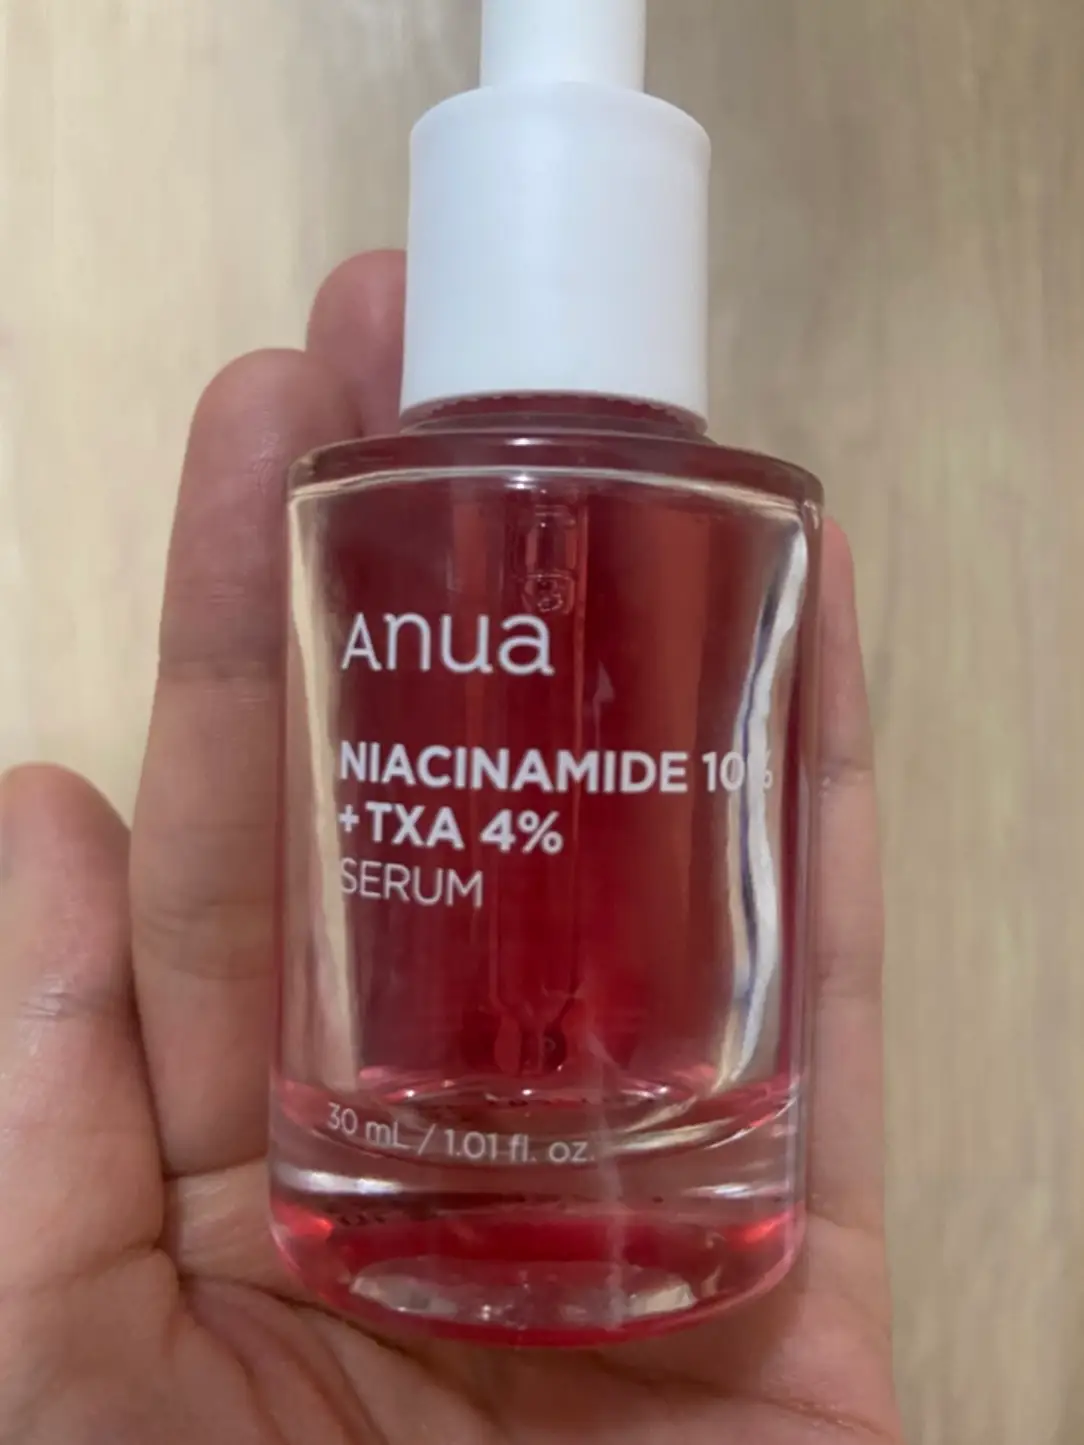 Anua
NIACINAMIDE 10%
+TXA 4%
SERUM
30 mL / 1.01 fl. oz.